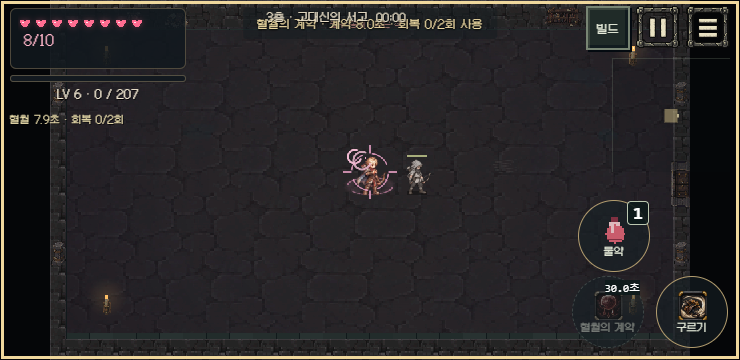 3층 · 고대신의 서고 00:00
혈월의 계약 · 계약 8.0초 · 회복 0/2회 사용
빌드
8/10
LV 6 · 0 / 207
혈월 7.9초 · 회복 0/2회
1
물약
30.0초
혈월의 계약
구르기